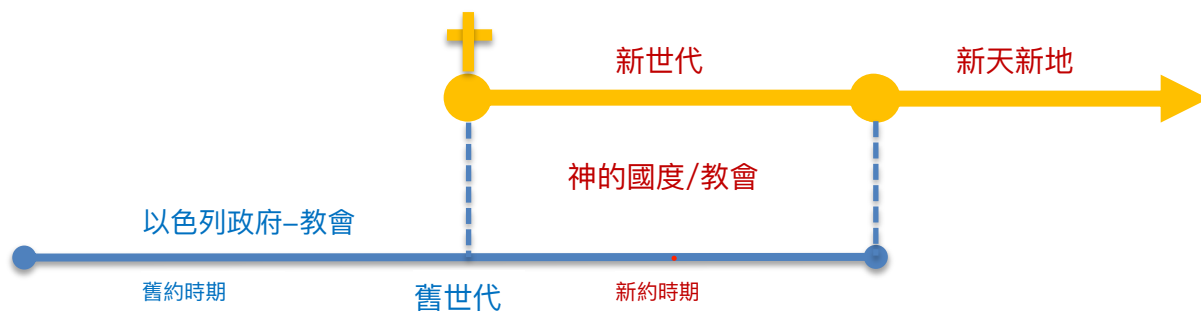 新世代
新天新地
神的國度/教會
以色列政府–教會
舊約時期
舊世代
新約時期